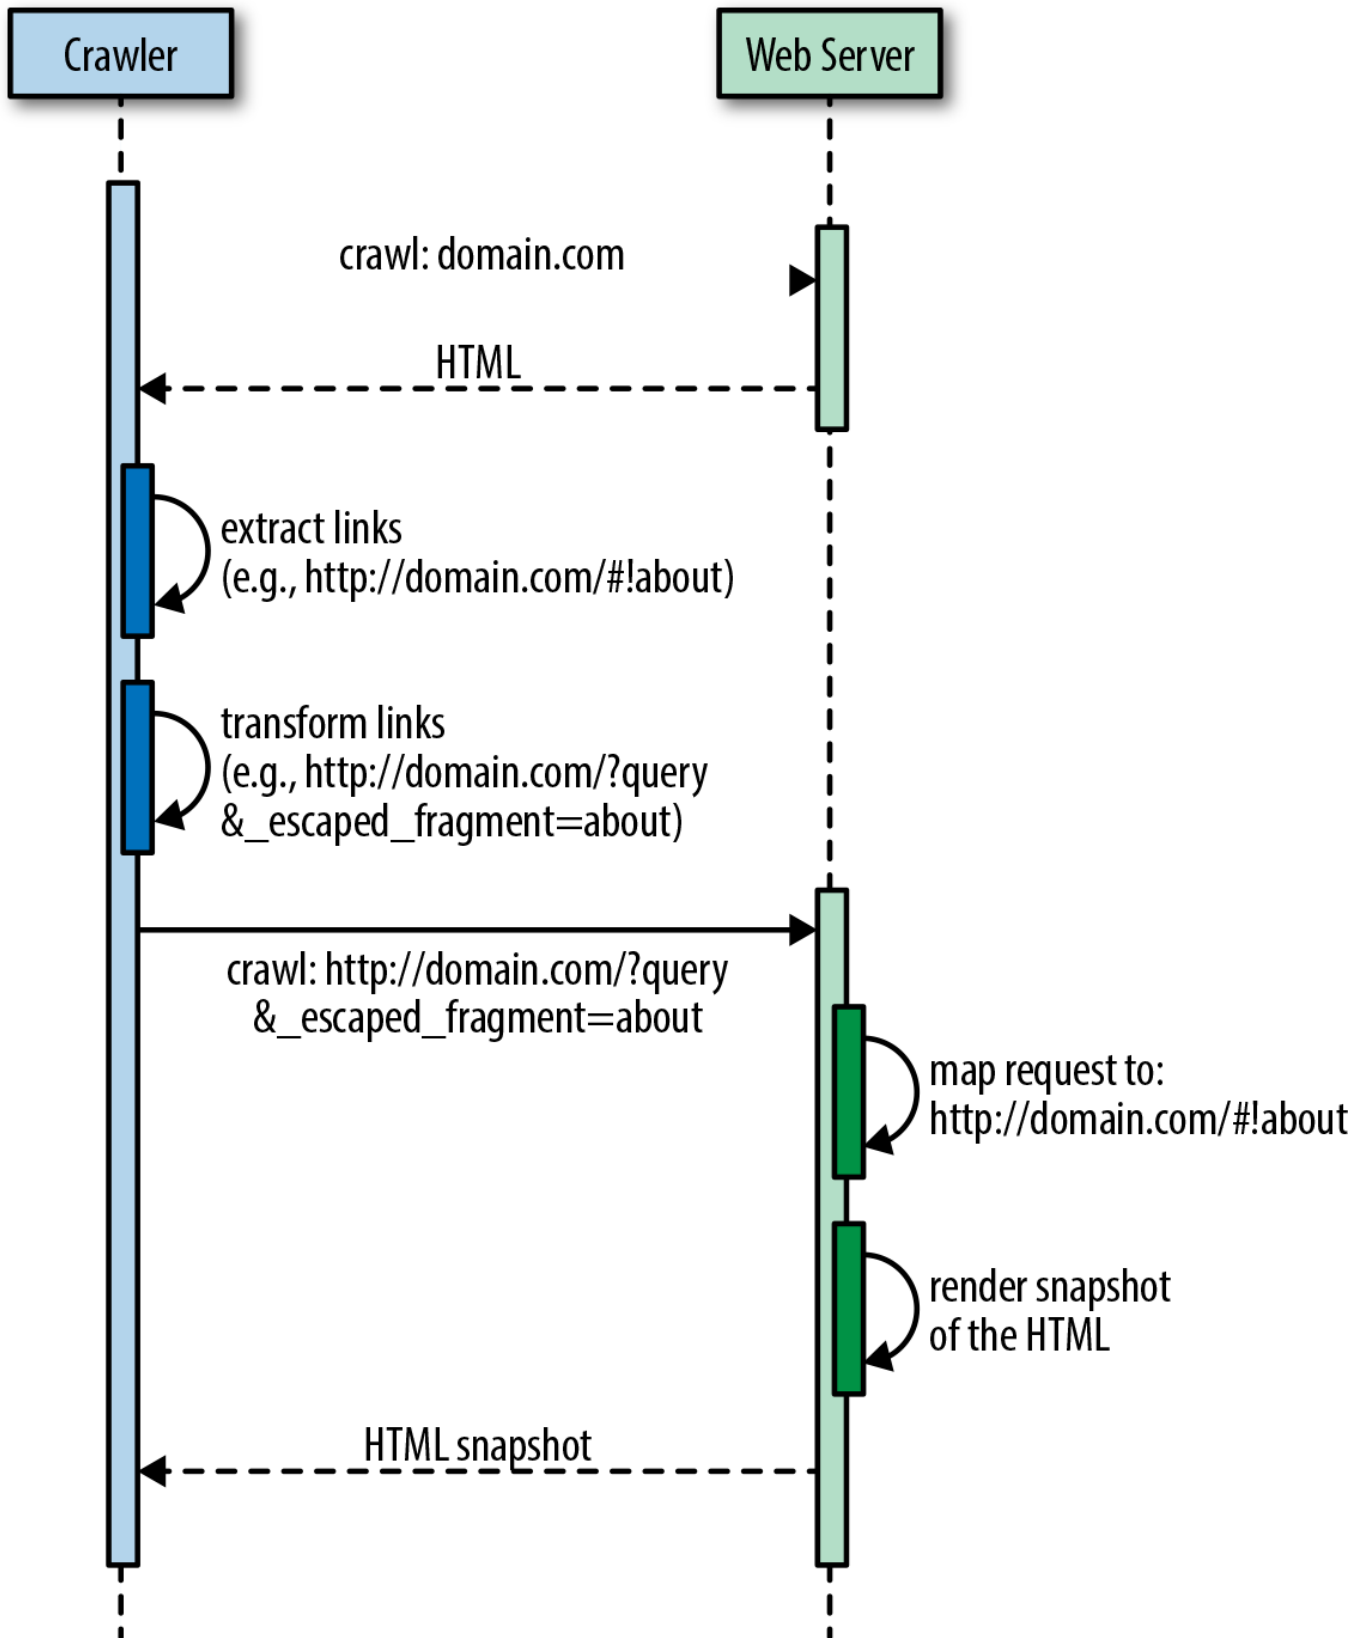 Crawler
Web Server
crawl: domain.com
HTML
extract links
(e.g., http://domain.com/#!about)
transform links
(e.g., http://domain.com/?query
&_escaped_fragment=about)
crawl: http://domain.com/?query
&_escaped_fragment=about
map request to:
http://domain.com/#!about
render snapshot
of the HTML
HTML snapshot